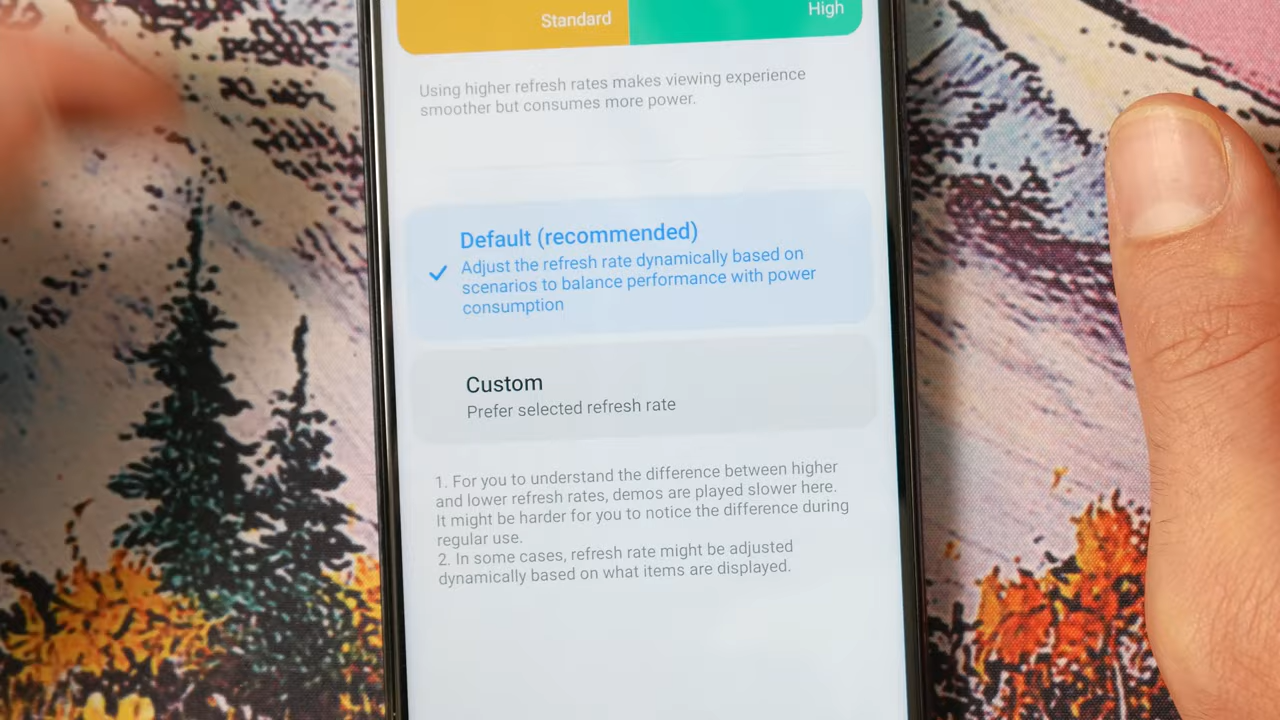 Standard
High
Using higher refresh rates makes viewing experience
smoother but consumes more power.
Default (recommended)
Adjust the refresh rate dynamically based on
scenarios to balance performance with power
consumption
Custom
Prefer selected refresh rate
1. For you to understand the difference between higher
and lower refresh rates, demos are played slower here.
It might be harder for you to notice the difference during
regular use.
2. In some cases, refresh rate might be adjusted
dynamically based on what items are displayed.